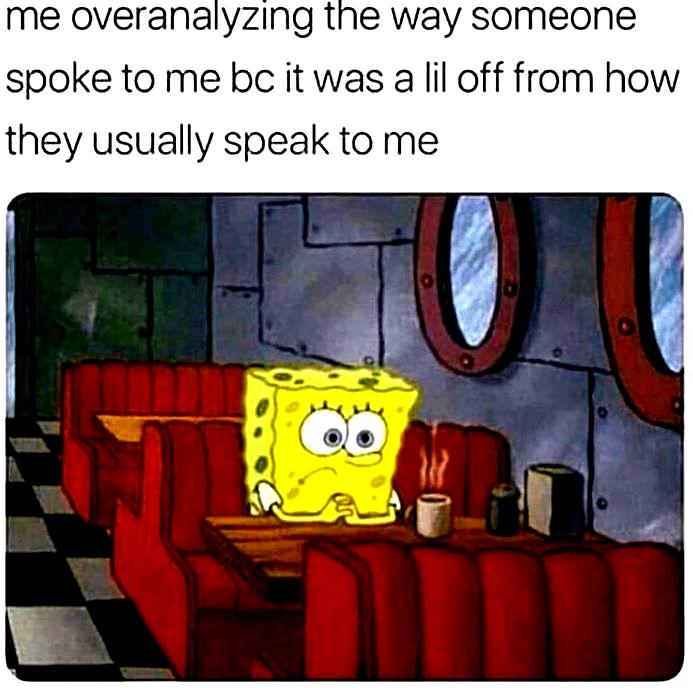 me overanalyzing the way someone
spoke to me bc it was a lil off from how
they usually speak to me